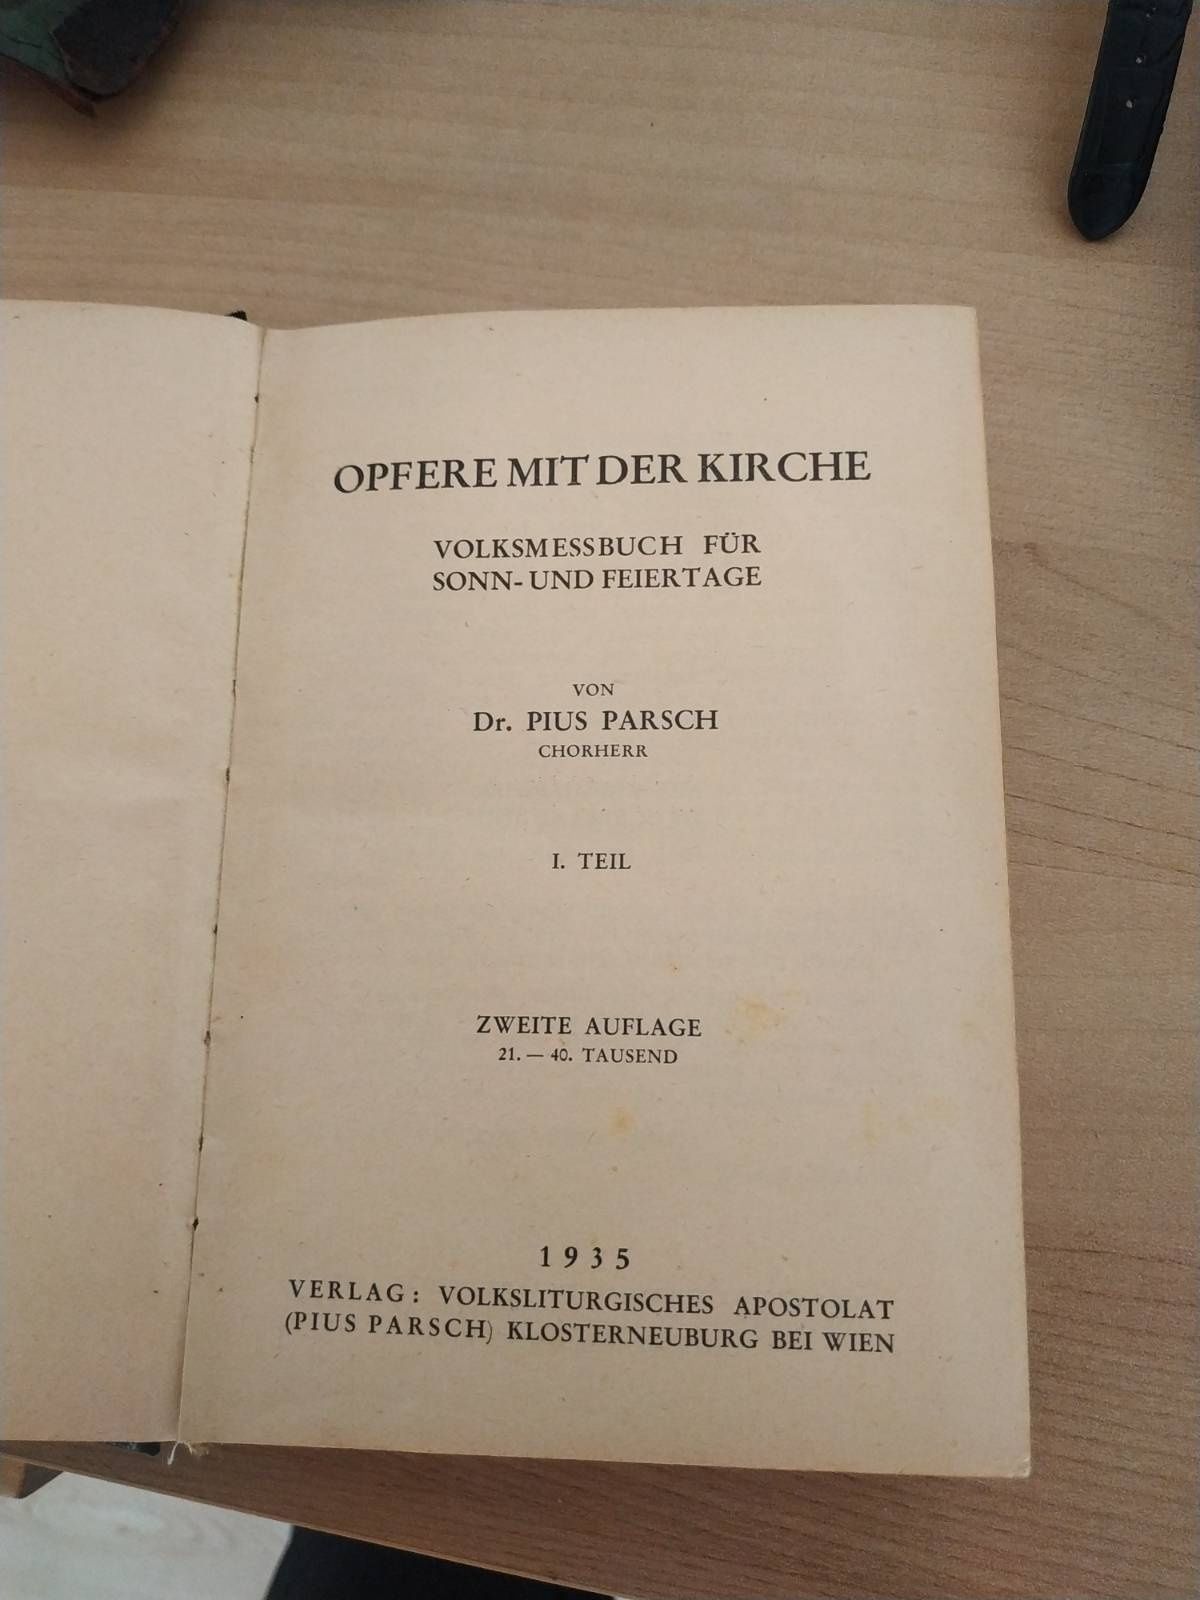 OPFERE MIT DER KIRCHE
VOLKSMESSBUCH FÜR
SONN- UND FEIERTAGE
VON
Dr. PIUS PARSCH
CHORHERR
I. TEIL
ZWEITE AUFLAGE
21. — 40. TAUSEND
1935
VERLAG: VOLKSLITURGISCHES APOSTOLAT
(PIUS PARSCH) KLOSTERNEUBURG BEI WIEN